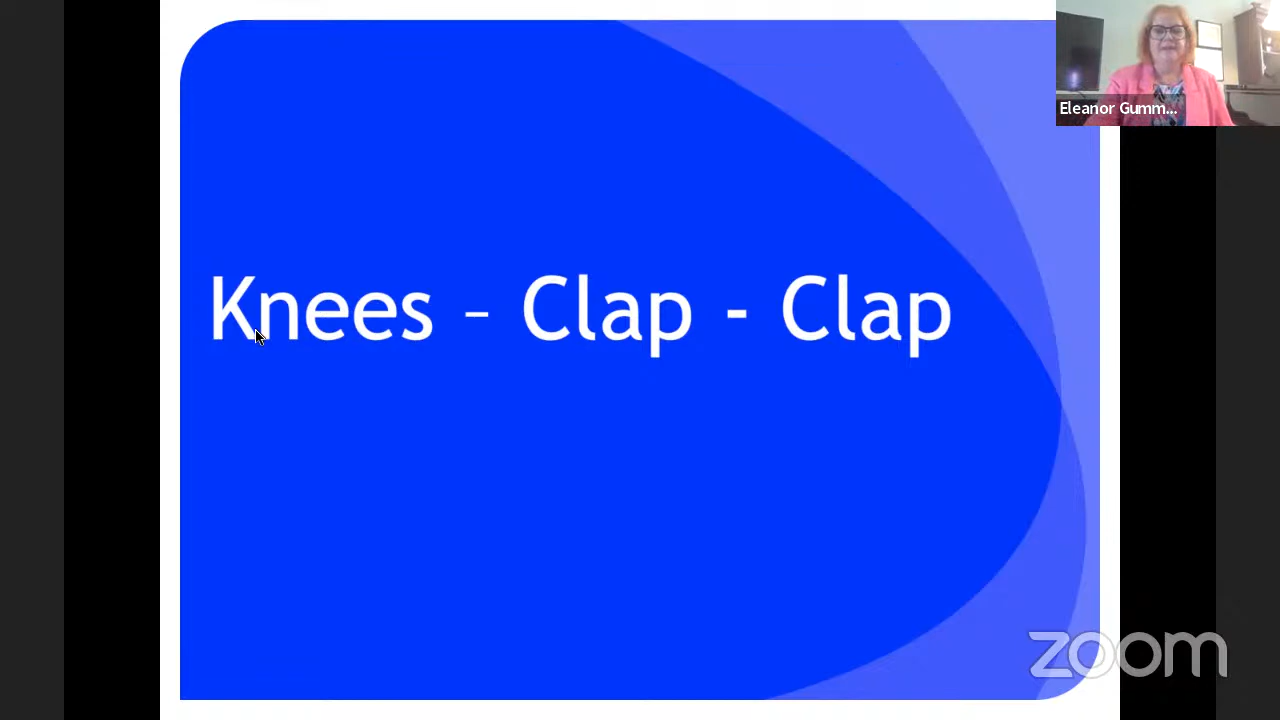 Eleanor Gumm...
Knees – Clap - Clap
zoom